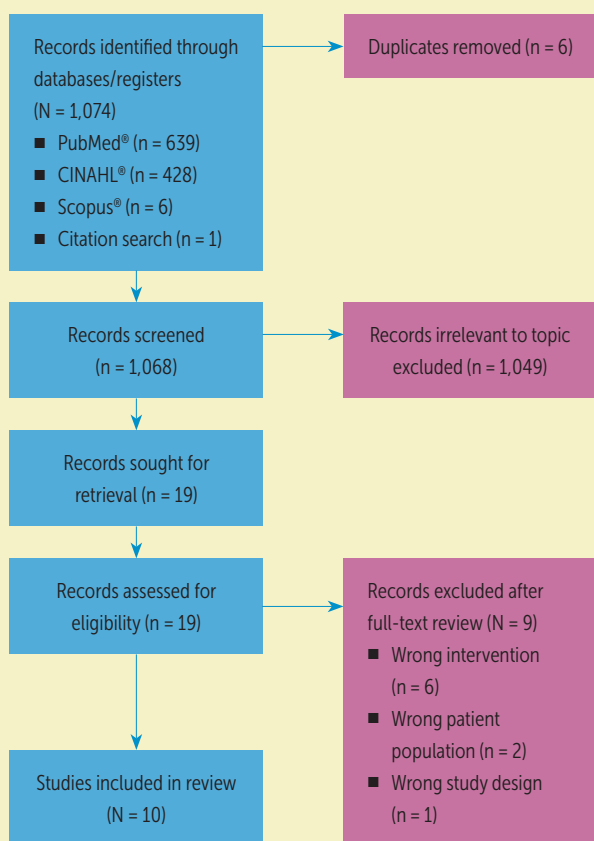 Records identified through
databases/registers
(N = 1,074)
■ PubMed® (n = 639)
■ CINAHL® (n = 428)
■ Scopus® (n = 6)
■ Citation search (n = 1)
Duplicates removed (n = 6)
Records screened
(n = 1,068)
Records irrelevant to topic
excluded (n = 1,049)
Records sought for
retrieval (n = 19)
Records assessed for
eligibility (n = 19)
Records excluded after
full-text review (N = 9)
■ Wrong intervention
(n = 6)
■ Wrong patient
population (n = 2)
■ Wrong study design
(n = 1)
Studies included in review
(N = 10)